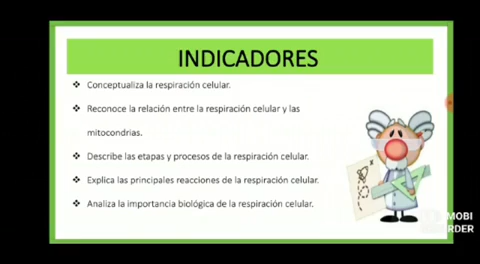 INDICADORES
❖ Conceptualiza la respiración celular.
❖ Reconoce la relación entre la respiración celular y las
mitocondrias.
❖ Describe las etapas y procesos de la respiración celular.
❖ Explica las principales reacciones de la respiración celular.
❖ Analiza la importancia biológica de la respiración celular.
MOBI
RDER